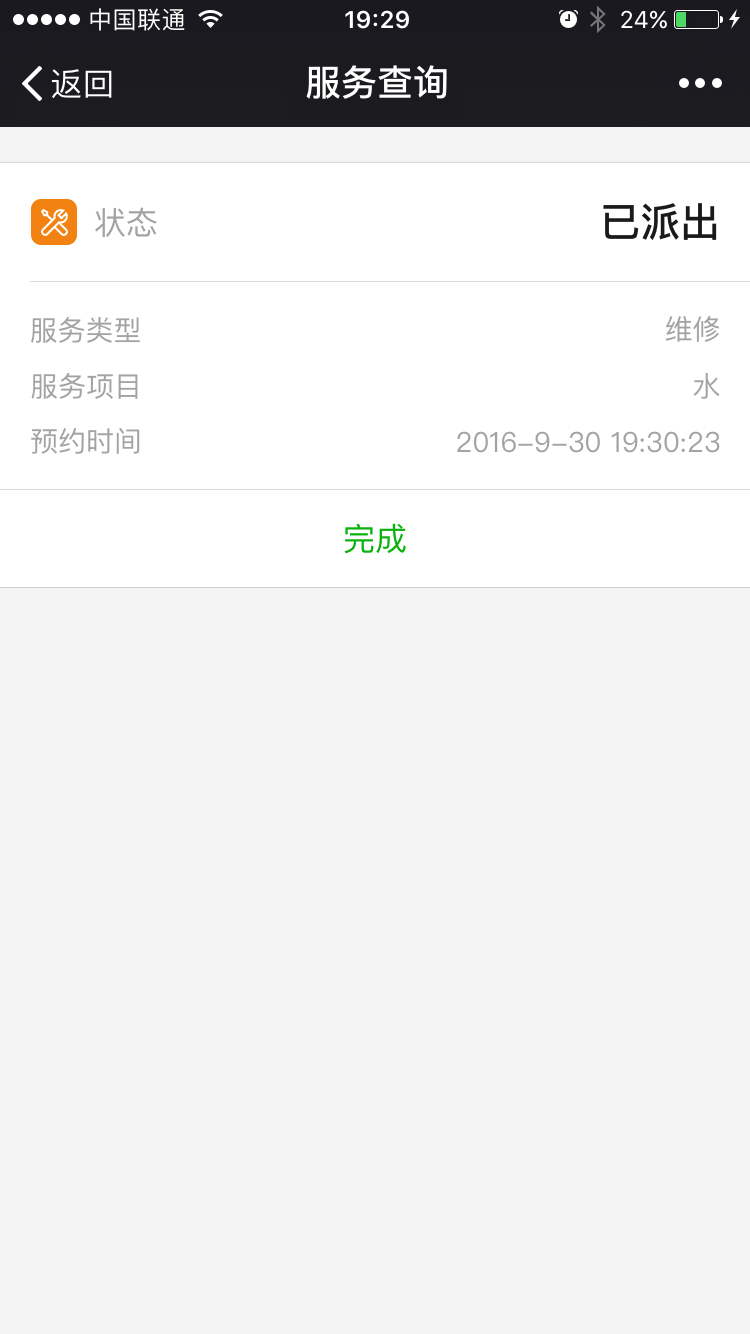 中国联通 19:29 24%
返回 服务查询
状态 已派出
服务类型 维修
服务项目 水
预约时间 2016-9-30 19:30:23
完成